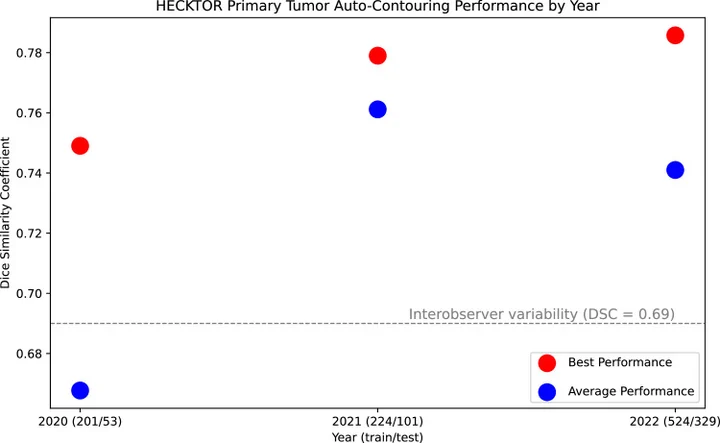 HECKTOR Primary Tumor Auto-Contouring Performance by Year
Dice Similarity Coefficient
0.78
0.76
0.74
0.72
0.70
0.68
Interobserver variability (DSC = 0.69)
Best Performance
Average Performance
2020 (201/53)
2021 (224/101)
2022 (524/329)
Year (train/test)